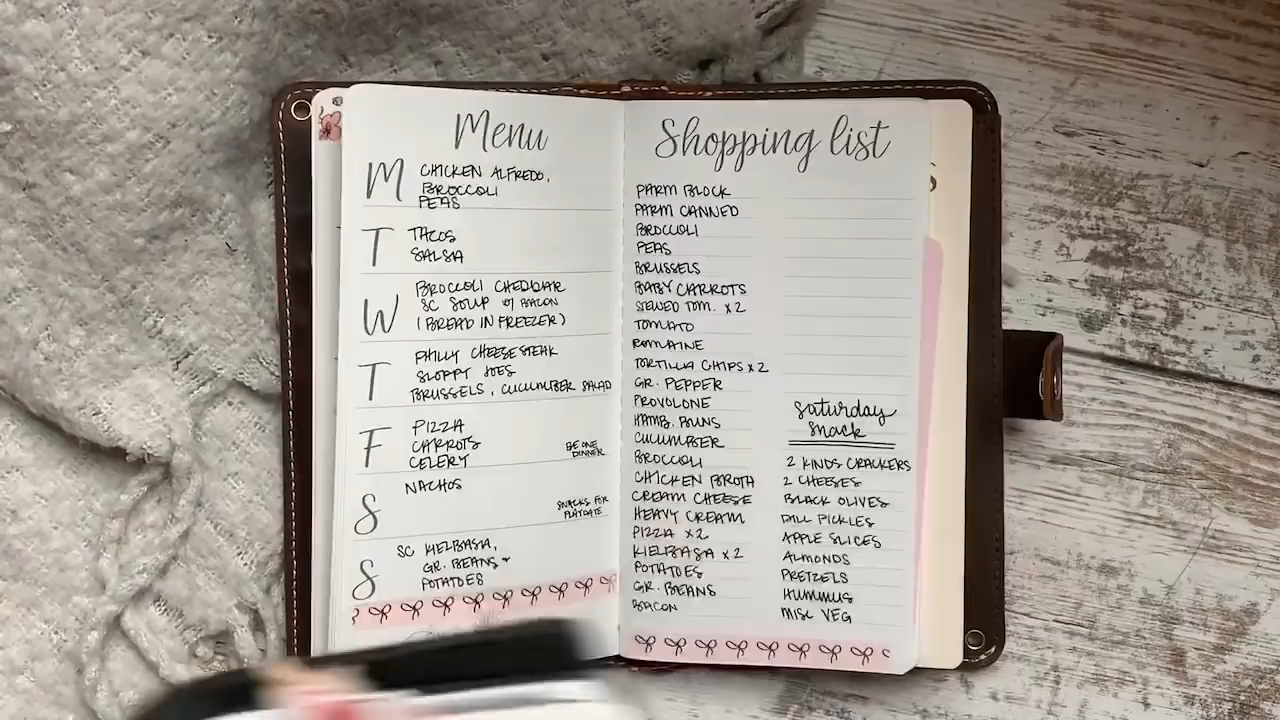 Menu
M CHICKEN ALFREDO,
BROCCOLI
PEAS
T TACOS
SALSA
W BROCCOLI CHEDDAR
SC SOUP w/ BACON
(BREAD IN FREEZER)
T PHILLY CHEESESTEAK
SLOPPY JOES
BRUSSELS, CUCUMBER SALAD
F PIZZA
CARROTS
CELERY
BE ONE
DINNER
S NACHOS
SNACKS FOR
PLAYDATE
S SC KIELBASA,
GR. BEANS +
POTATOES
Shopping list
PARM BLOCK
PARM CANNED
BROCCOLI
PEAS
BRUSSELS
BABY CARROTS
STEWED TOM. x2
TOMATO
ROMAINE
TORTILLA CHIPS x2
GR. PEPPER
PROVOLONE
HAMB. BUNS
CUCUMBER
BROCCOLI
CHICKEN BROTH
CREAM CHEESE
HEAVY CREAM
PIZZA x2
KIELBASA x2
POTATOES
GR. BEANS
BACON
Saturday
Snack
2 KINDS CRACKERS
2 CHEESES
BLACK OLIVES
DILL PICKLES
APPLE SLICES
ALMONDS
PRETZELS
HUMMUS
MISC VEG